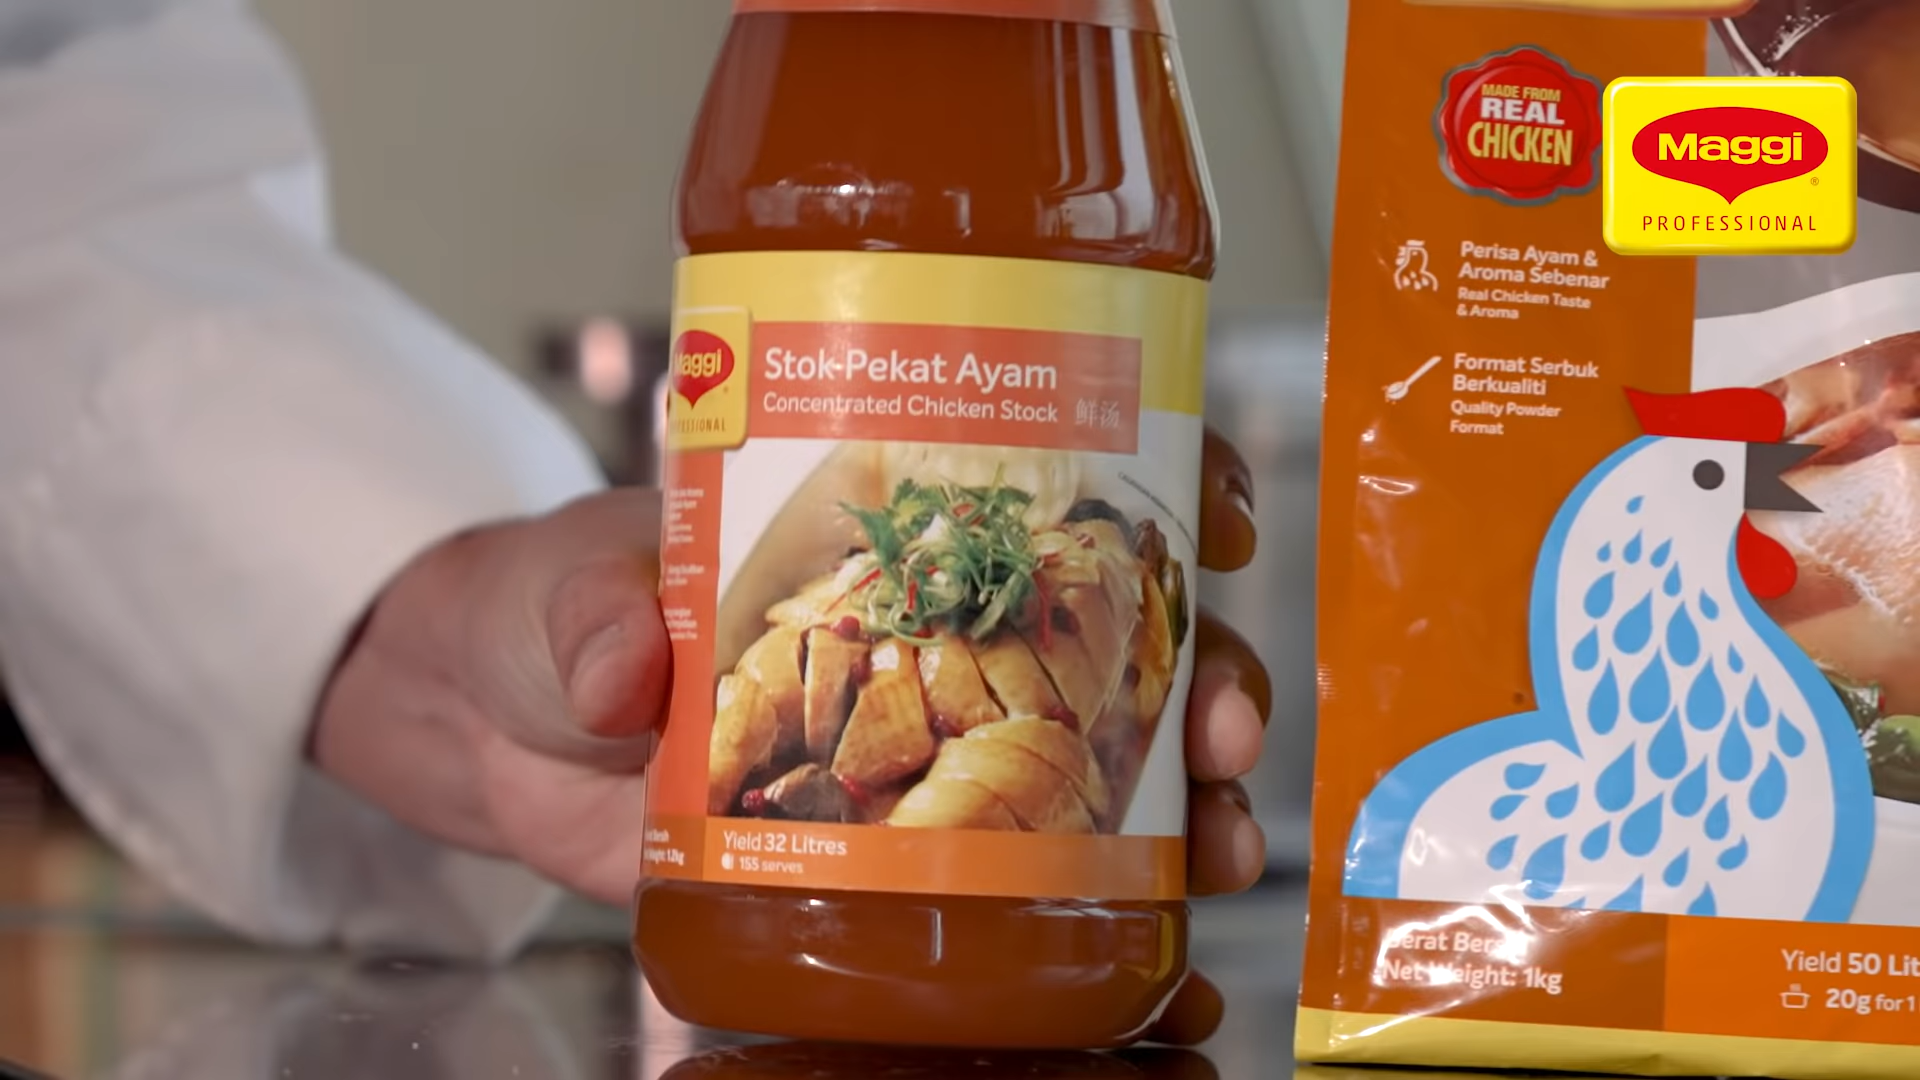 Maggi
PROFESSIONAL
Stok Pekat Ayam
Concentrated Chicken Stock 鲜汤
Yield 32 Litres
155 serves
MADE FROM
REAL
CHICKEN
Perisa Ayam &
Aroma Sebenar
Real Chicken Taste
& Aroma
Format Serbuk
Berkualiti
Quality Powder
Format
Berat
Net Weight: 1kg
Yield 50
20g for 1
Maggi
PROFESSIONAL